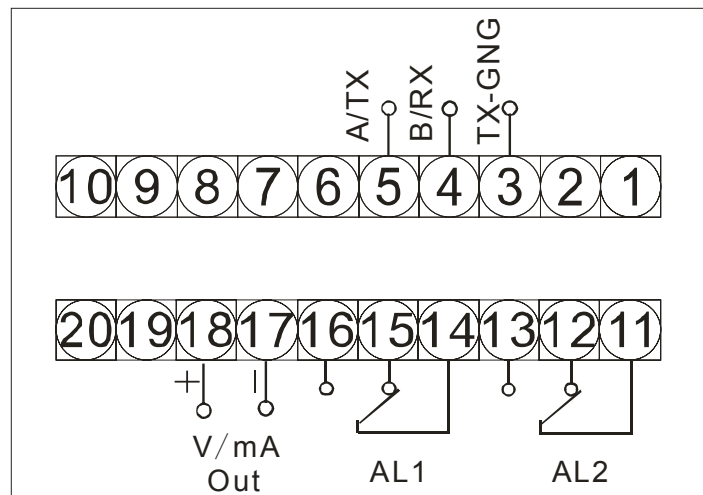 A/TX B/RX TX-GNG
10 9 8 7 6 5 4 3 2 1
20 19 18 17 16 15 14 13 12 11
+ −
V/mA
Out AL1 AL2